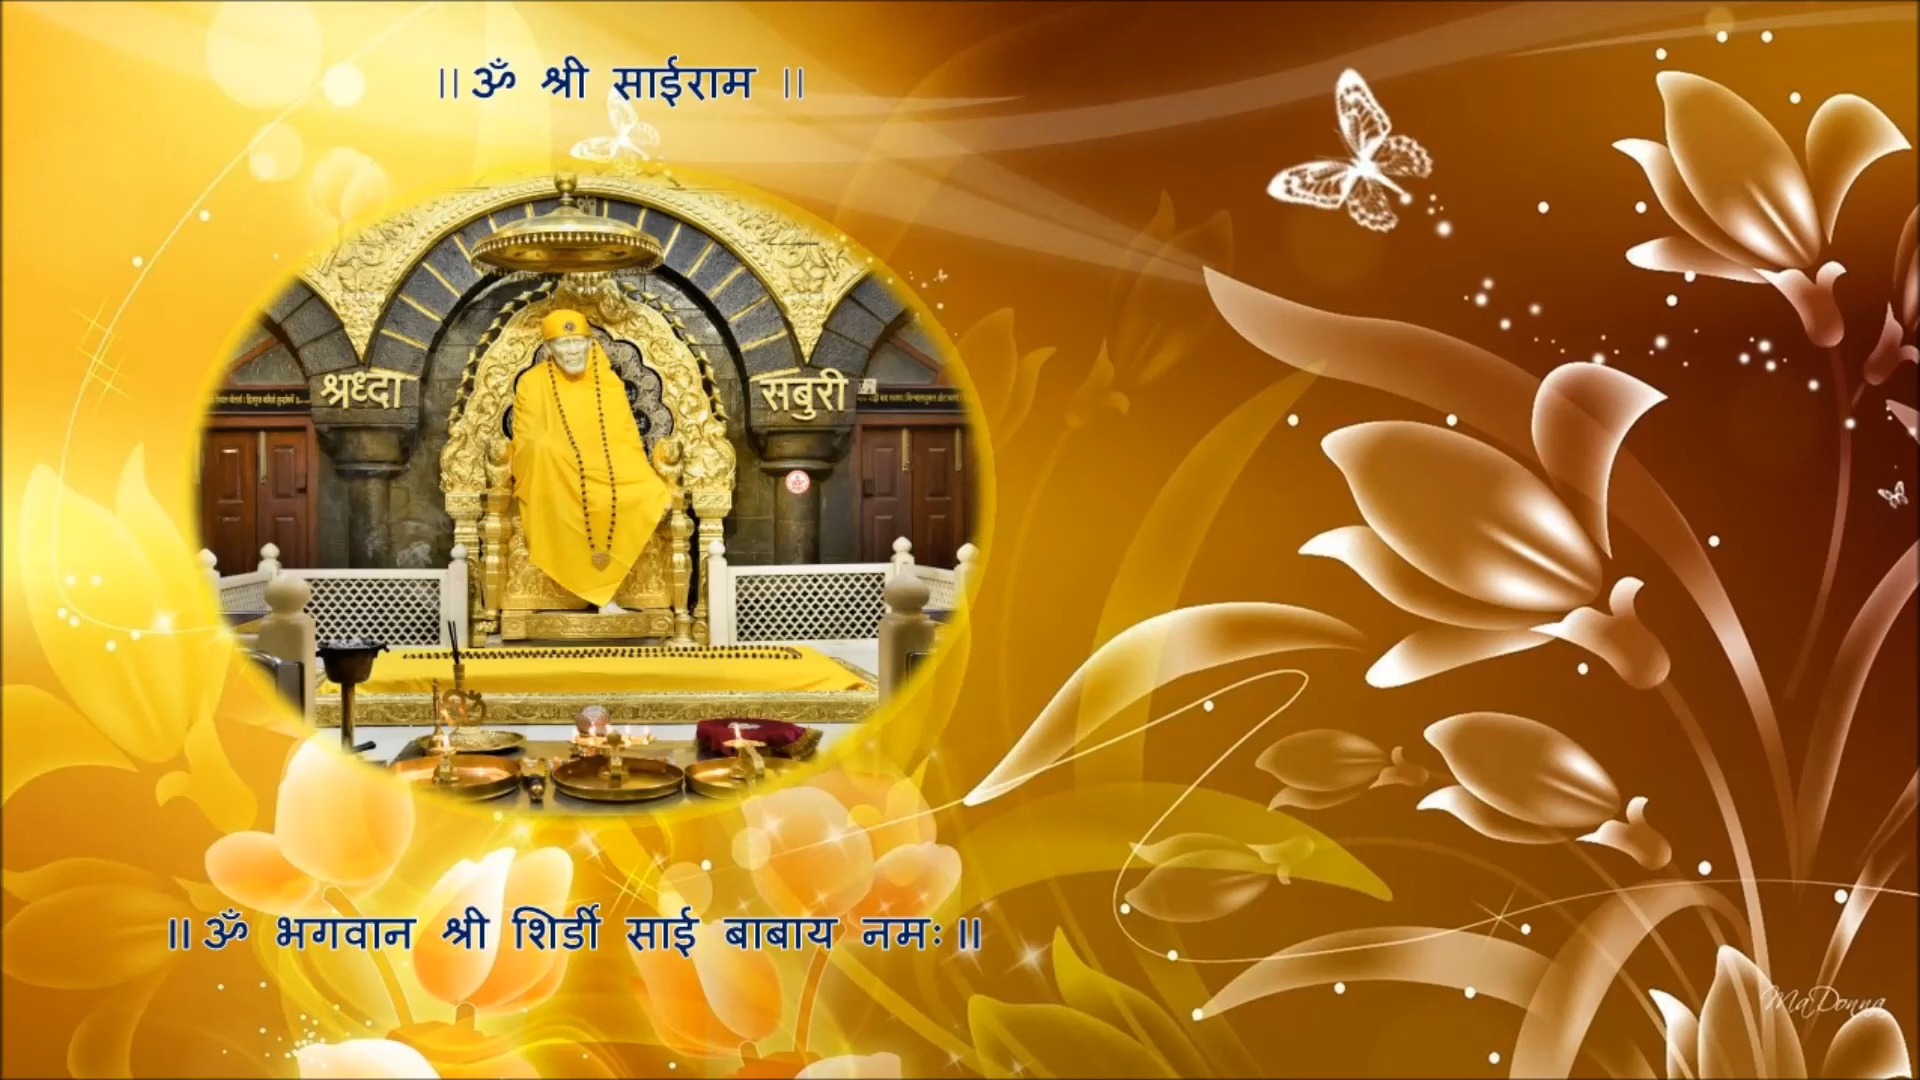 ॥ ॐ श्री साईराम ॥
श्रध्दा
सबुरी
॥ ॐ भगवान श्री शिर्डी साई बाबाय नमः ॥
MaDonna